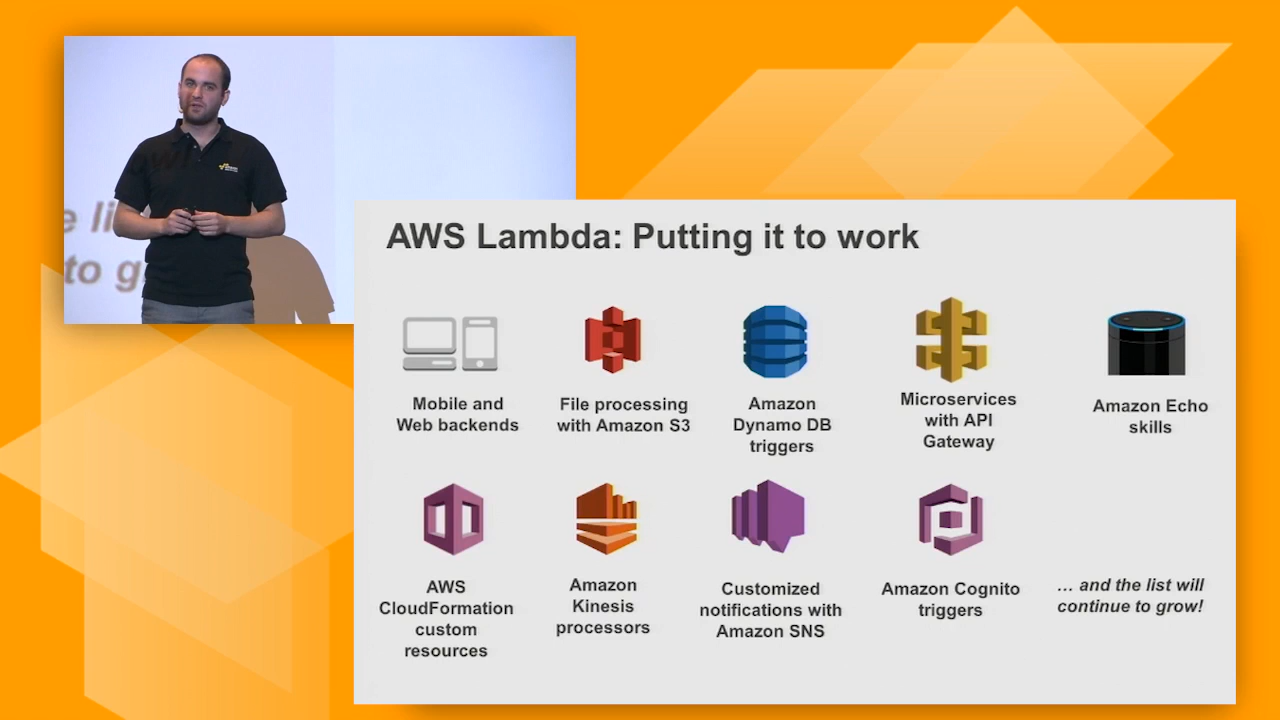 AWS Lambda: Putting it to work
Mobile and
Web backends
File processing
with Amazon S3
Amazon
Dynamo DB
triggers
Microservices
with API
Gateway
Amazon Echo
skills
AWS
CloudFormation
custom
resources
Amazon
Kinesis
processors
Customized
notifications with
Amazon SNS
Amazon Cognito
triggers
… and the list will
continue to grow!